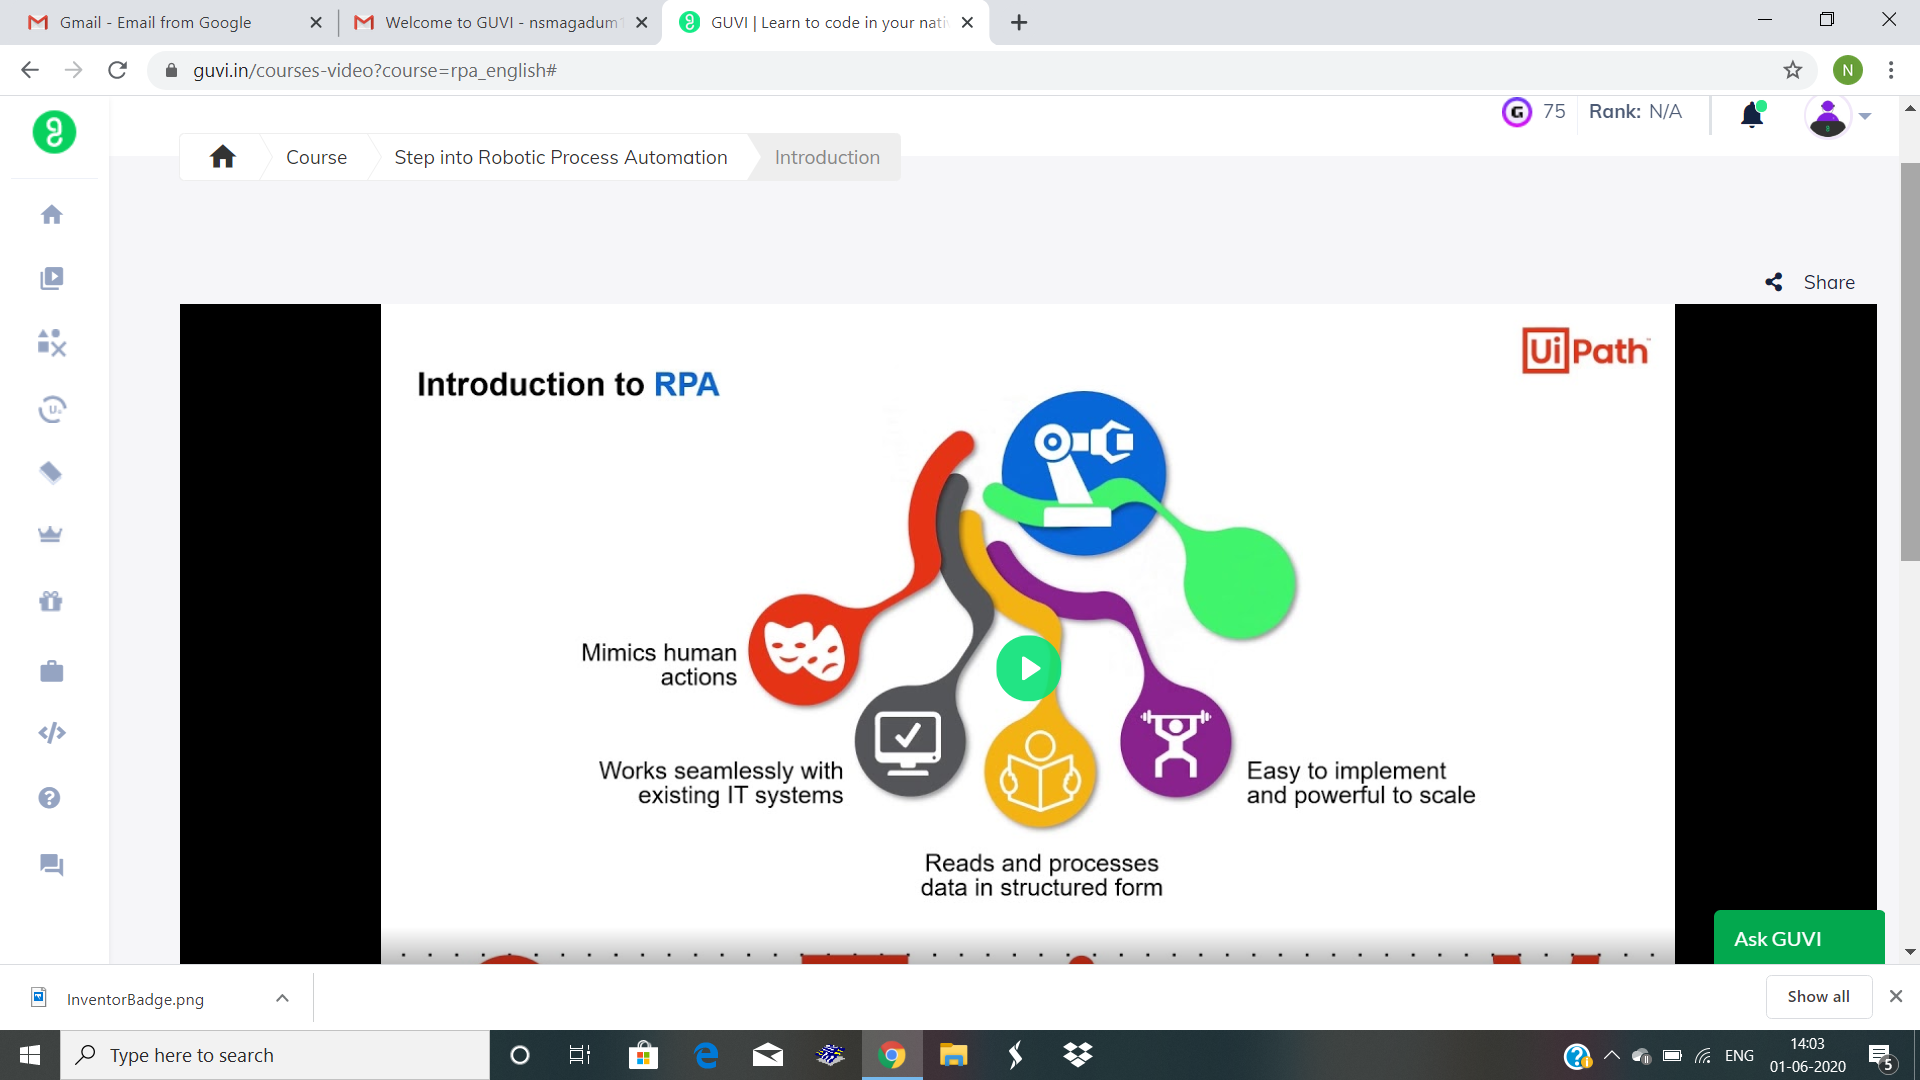 Gmail - Email from Google
Welcome to GUVI - nsmagadum
GUVI | Learn to code in your nati
guvi.in/courses-video?course=rpa_english#
N
G 75 Rank: N/A
Course Step into Robotic Process Automation Introduction
Share
UiPath
Introduction to RPA
Mimics human
actions
Works seamlessly with
existing IT systems
Reads and processes
data in structured form
Easy to implement
and powerful to scale
Ask GUVI
InventorBadge.png
Show all
Type here to search
ENG
14:03
01-06-2020
5